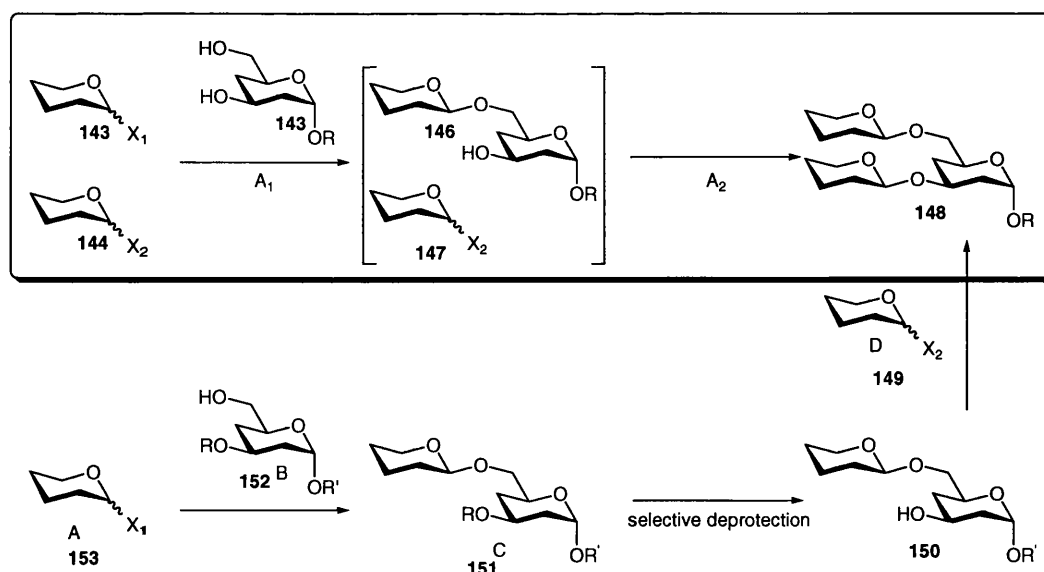 HO
O
O
143
X1
HO
143
OR
A1
O
144
X2
O
146
O
O
HO
OR
O
147
X2
A2
O
O
O
O
O
148
OR
O
D
X2
149
O
A
X1
153
HO
O
RO
152
B
OR'
O
O
O
RO
C
151
OR'
selective deprotection
O
O
O
HO
150
OR'